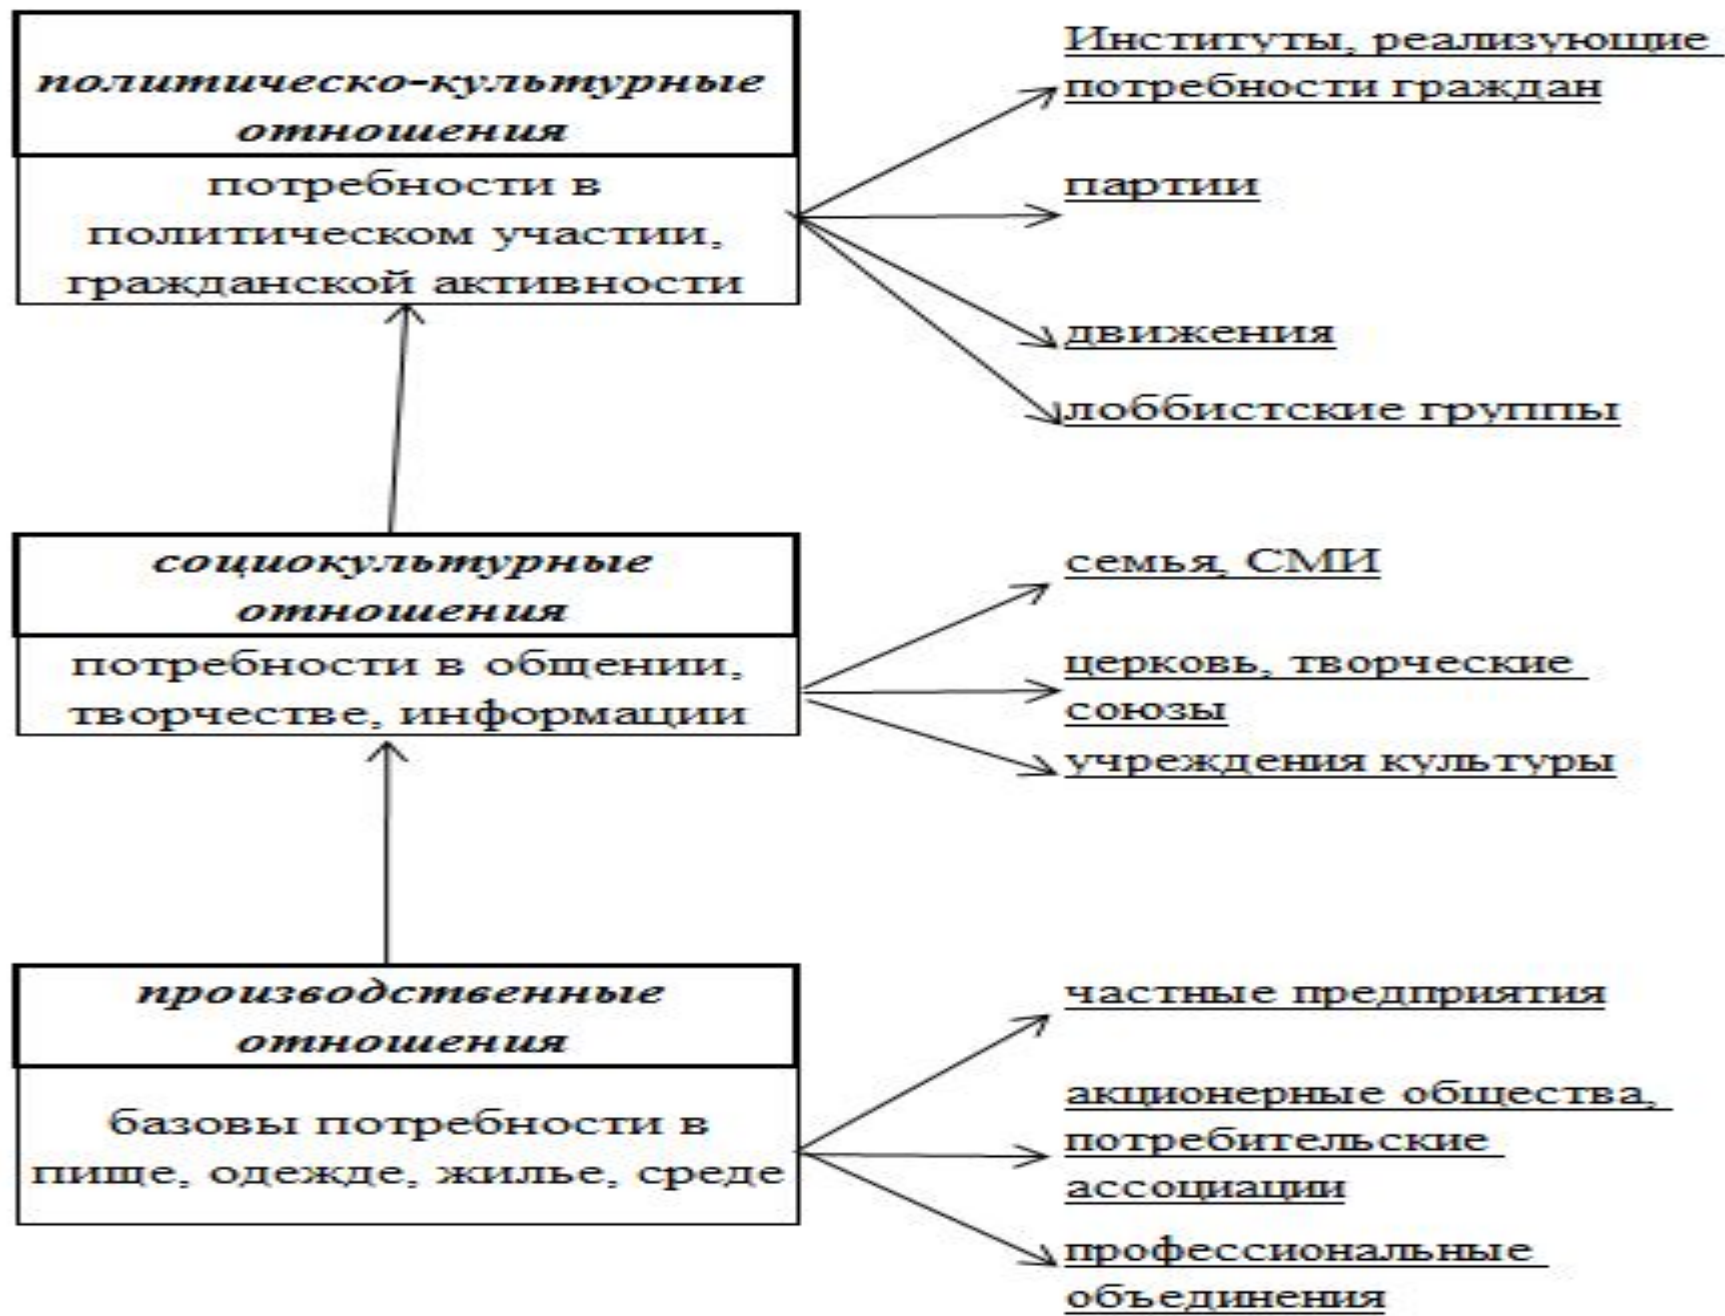 политическо-культурные
отношения
потребности в
политическом участии,
гражданской активности
Институты, реализующие
потребности граждан
партии
движения
лоббистские группы
социокультурные
отношения
потребности в общении,
творчестве, информации
семья, СМИ
церковь, творческие
союзы
учреждения культуры
производственные
отношения
базовы потребности в
пище, одежде, жилье, среде
частные предприятия
акционерные общества,
потребительские
ассоциации
профессиональные
объединения